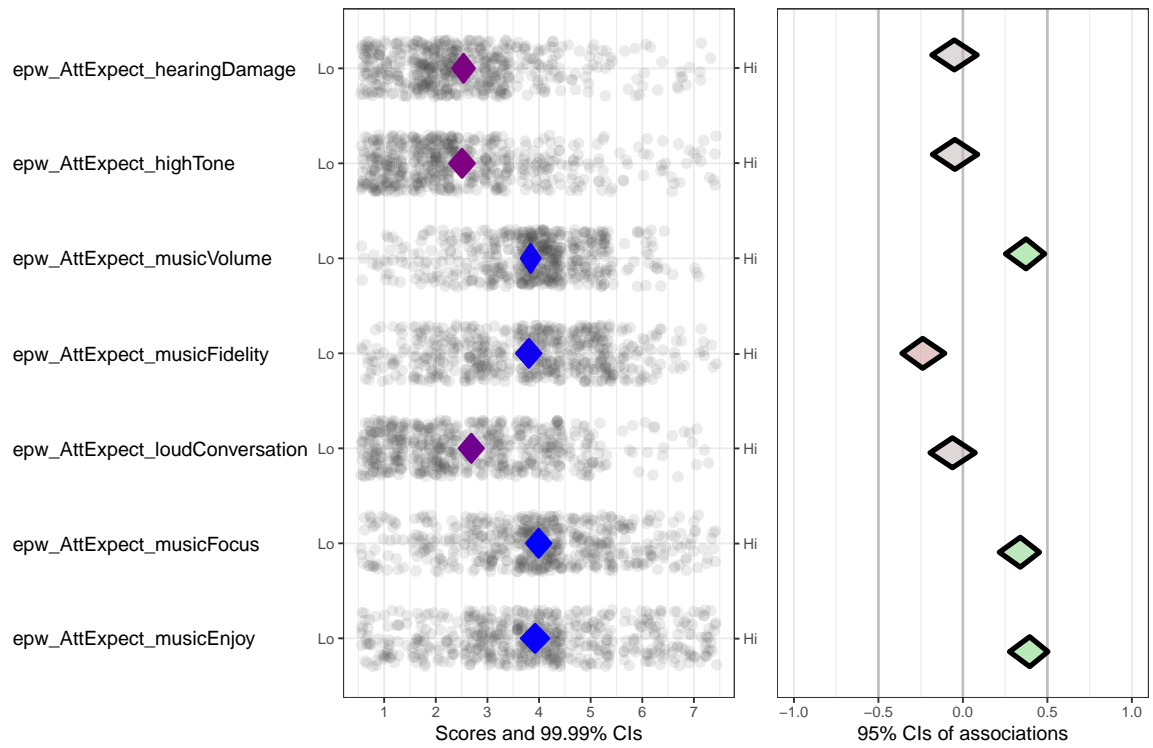 epw_AttExpect_hearingDamage Lo Hi
epw_AttExpect_highTone Lo Hi
epw_AttExpect_musicVolume Lo Hi
epw_AttExpect_musicFidelity Lo Hi
epw_AttExpect_loudConversation Lo Hi
epw_AttExpect_musicFocus Lo Hi
epw_AttExpect_musicEnjoy Lo Hi
1 2 3 4 5 6 7 −1.0 −0.5 0.0 0.5 1.0
Scores and 99.99% CIs 95% CIs of associations